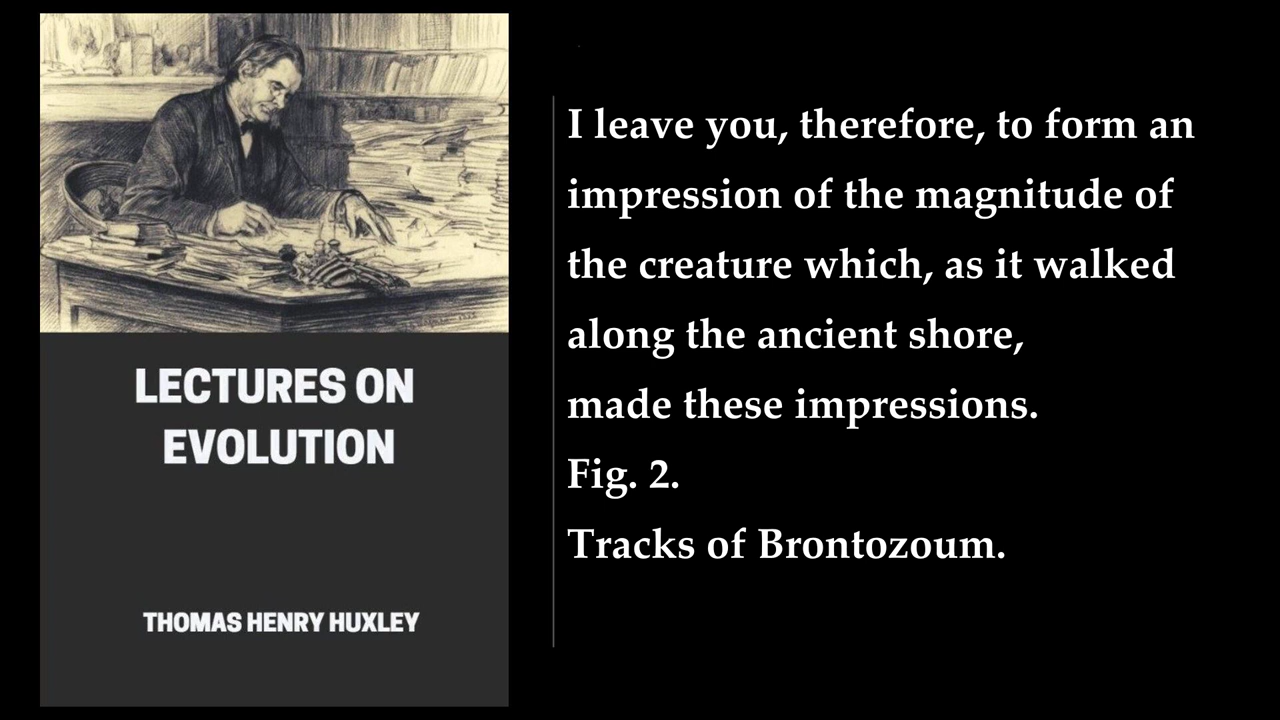 LECTURES ON
EVOLUTION
THOMAS HENRY HUXLEY
I leave you, therefore, to form an
impression of the magnitude of
the creature which, as it walked
along the ancient shore,
made these impressions.
Fig. 2.
Tracks of Brontozoum.